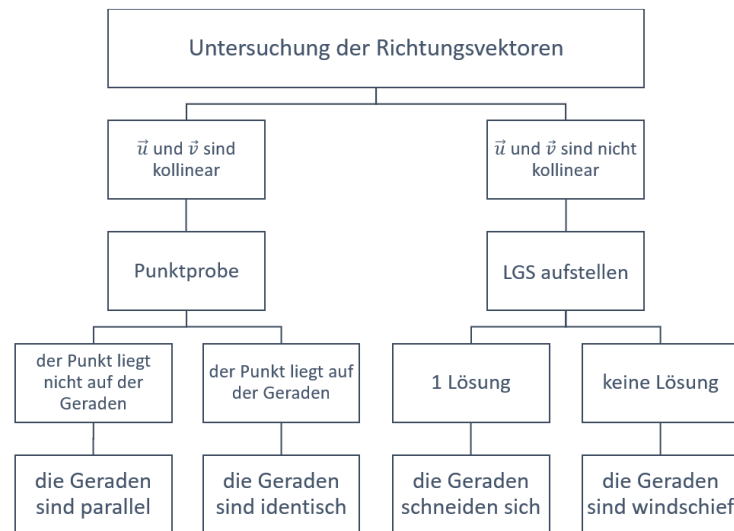 Untersuchung der Richtungsvektoren
u⃗ und v⃗ sind
kollinear
u⃗ und v⃗ sind nicht
kollinear
Punktprobe
LGS aufstellen
der Punkt liegt
nicht auf der
Geraden
der Punkt liegt auf
der Geraden
1 Lösung
keine Lösung
die Geraden
sind parallel
die Geraden
sind identisch
die Geraden
schneiden sich
die Geraden
sind windschief